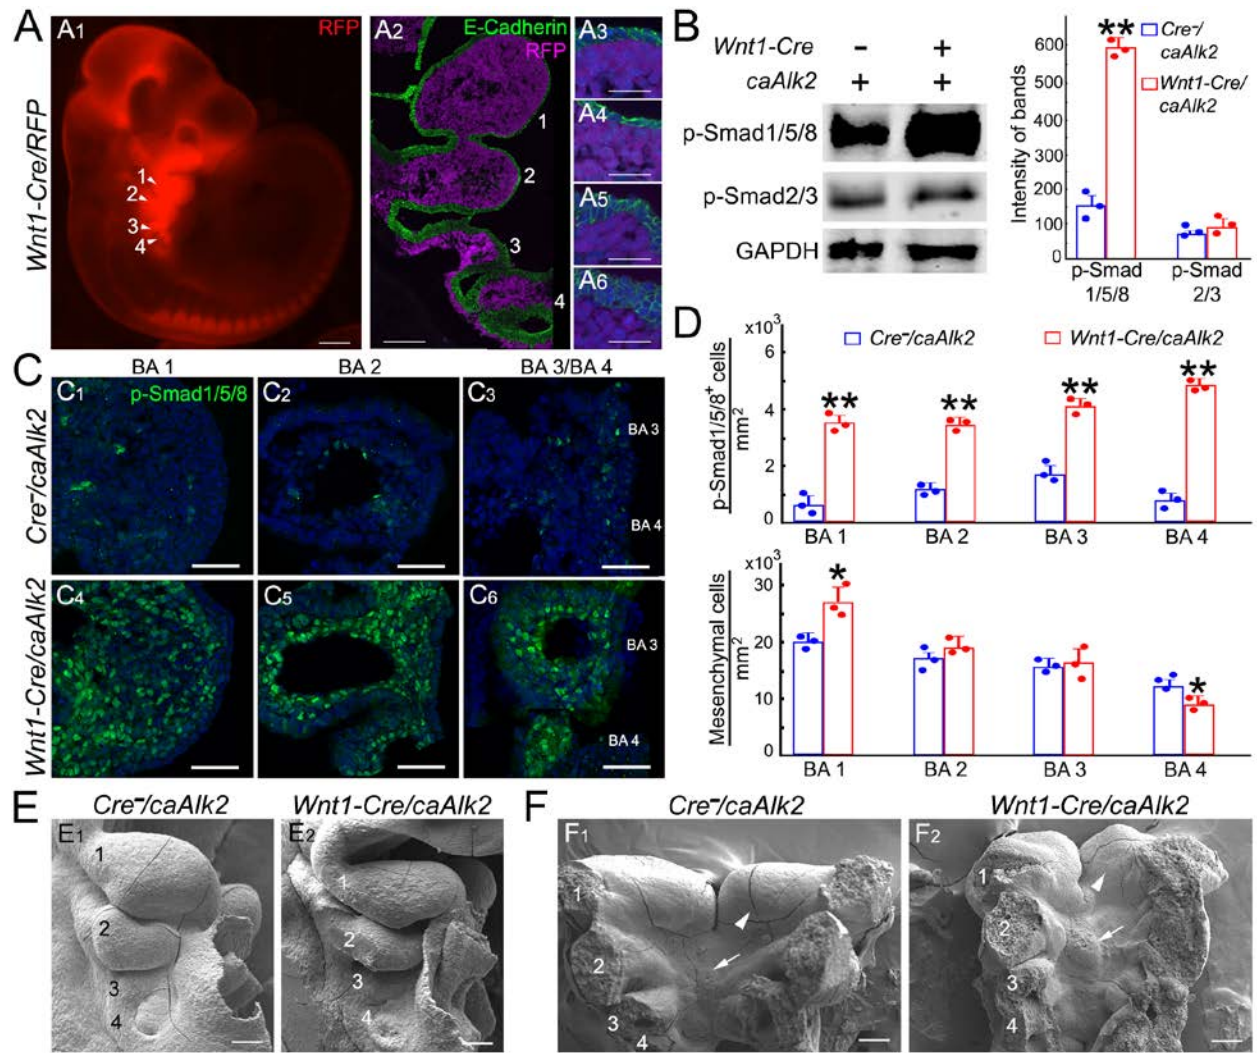 A
A1
RFP
Wnt1-Cre/RFP
1
2
3
4
A2
E-Cadherin
RFP
1
2
3
4
A3
A4
A5
A6
B
Wnt1-Cre - +
caAlk2 + +
p-Smad1/5/8
p-Smad2/3
GAPDH
Intensity of bands
600
500
400
300
200
100
0
**
Cre-/
caAlk2
Wnt1-Cre/
caAlk2
p-Smad p-Smad
1/5/8 2/3
C
BA 1 BA 2 BA 3/BA 4
Cre-/caAlk2
C1
p-Smad1/5/8
C2
C3
BA 3
BA 4
Wnt1-Cre/caAlk2
C4
C5
C6
BA 3
BA 4
D
Cre-/caAlk2 Wnt1-Cre/caAlk2
x10³
p-Smad1/5/8+ cells
mm²
6
4
2
0
** ** ** **
BA 1 BA 2 BA 3 BA 4
x10³
Mesenchymal cells
mm²
30
20
10
0
* *
BA 1 BA 2 BA 3 BA 4
E
Cre-/caAlk2 Wnt1-Cre/caAlk2
E1
1
2
3
4
E2
1
2
3
4
F
Cre-/caAlk2 Wnt1-Cre/caAlk2
F1
1
2
3
4
F2
1
2
3
4